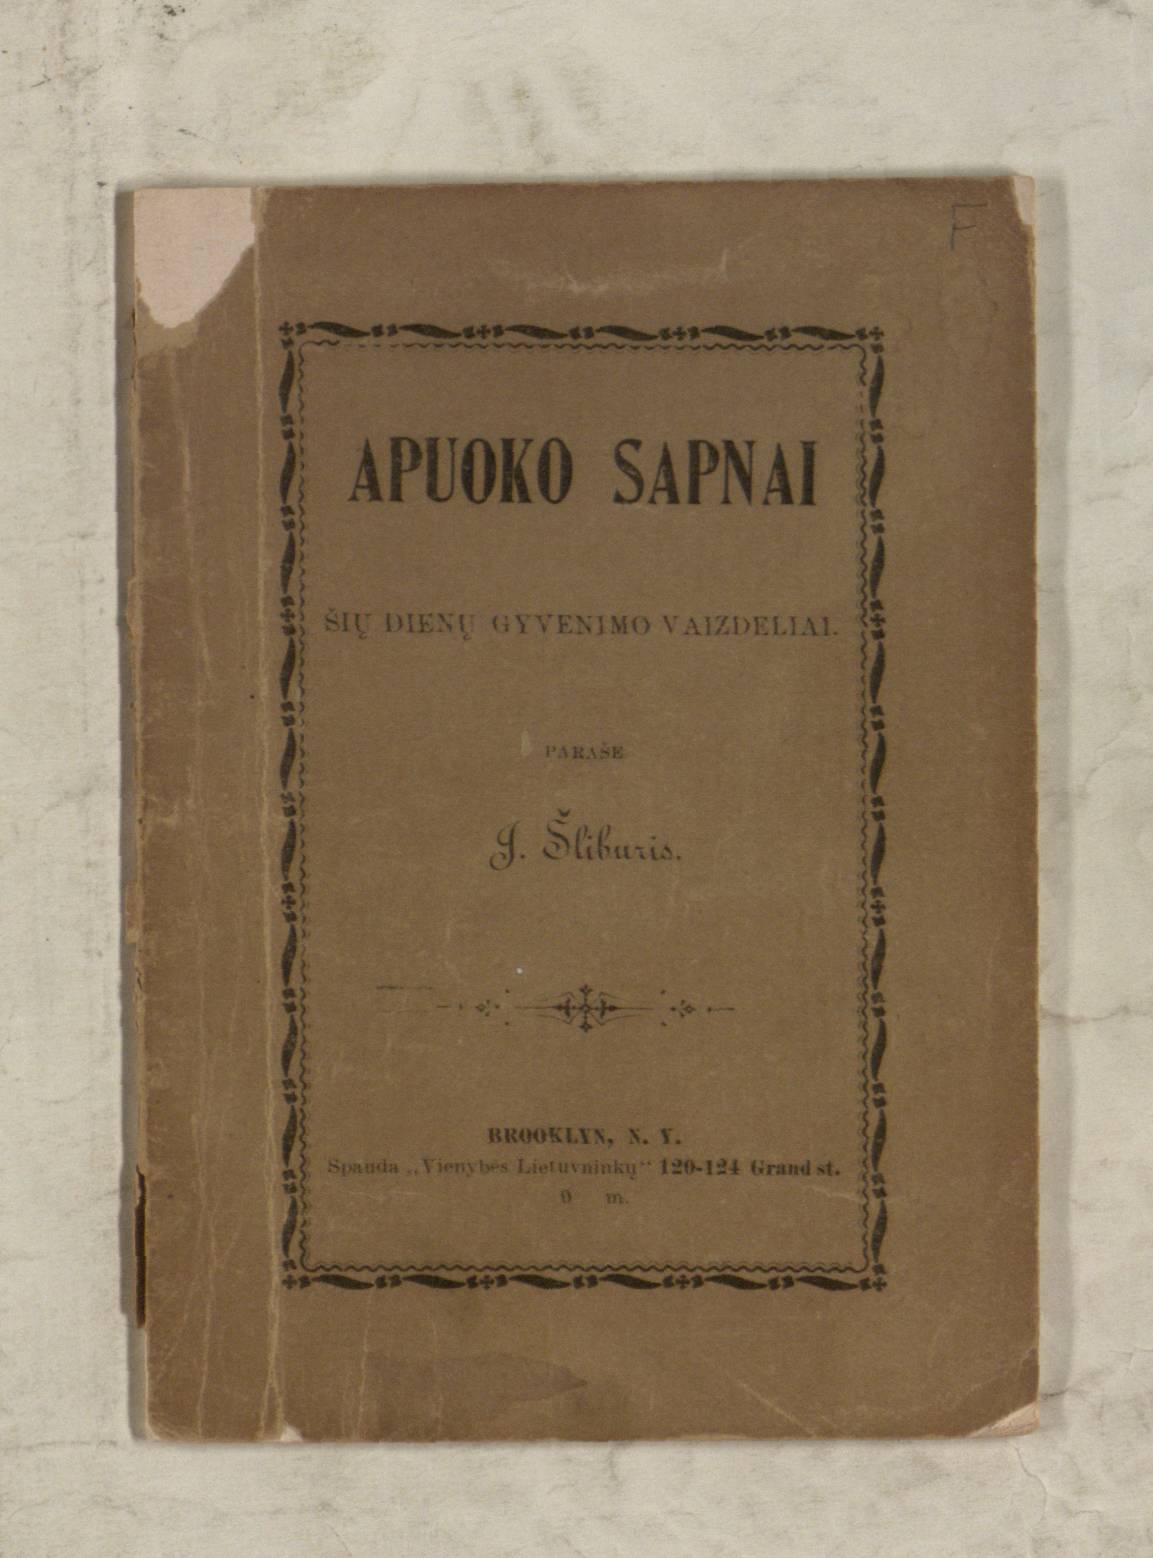 F
APUOKO SAPNAI
ŠIŲ DIENŲ GYVENIMO VAIZDELIAI.
PARAŠE
J. Šliburis.
BROOKLYN, N. Y.
Spauda „Vienybės Lietuvninkų“ 120-124 Grand st.
m.